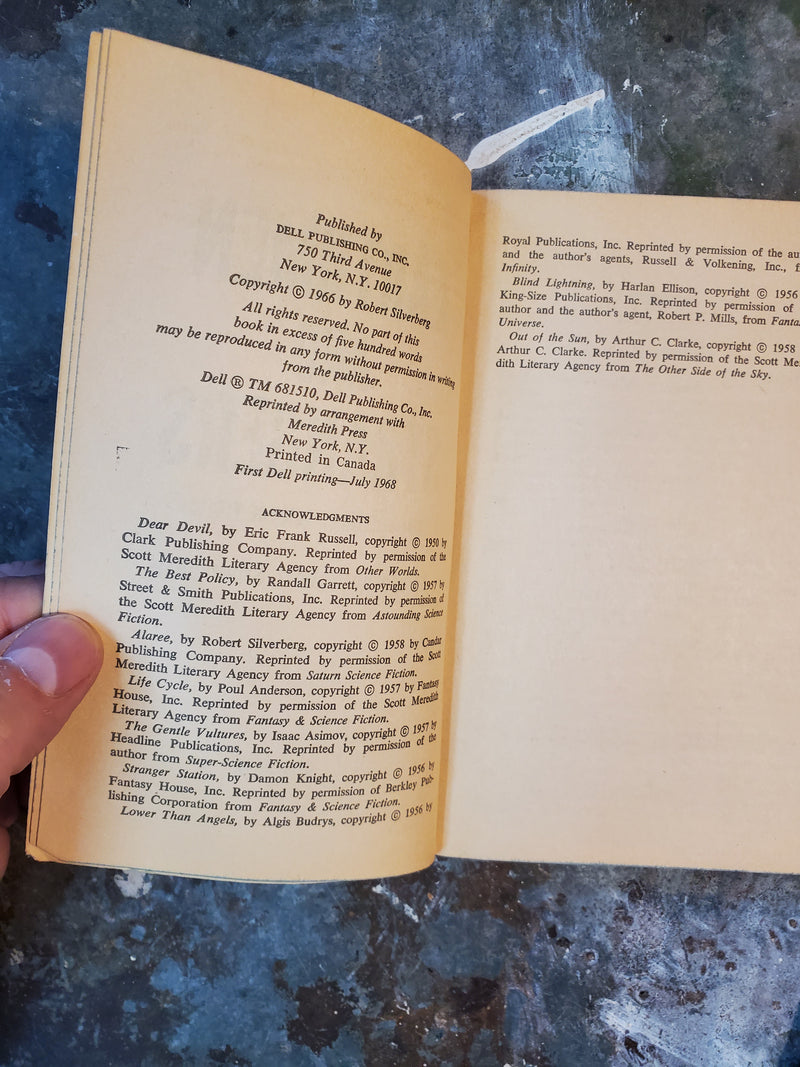 Published by
DELL PUBLISHING CO., INC.
750 Third Avenue
New York, N.Y. 10017
Copyright © 1966 by Robert Silverberg
All rights reserved. No part of this
book in excess of five hundred words
may be reproduced in any form without permission in writing
from the publisher.
Dell ® TM 681510, Dell Publishing Co., Inc.
Reprinted by arrangement with
Meredith Press
New York, N.Y.
Printed in Canada
First Dell printing—July 1968
ACKNOWLEDGMENTS
Dear Devil, by Eric Frank Russell, copyright © 1950 by
Clark Publishing Company. Reprinted by permission of the
Scott Meredith Literary Agency from Other Worlds.
The Best Policy, by Randall Garrett, copyright © 1957 by
Street & Smith Publications, Inc. Reprinted by permission of
the Scott Meredith Literary Agency from Astounding Science
Fiction.
Alaree, by Robert Silverberg, copyright © 1958 by Candar
Publishing Company. Reprinted by permission of the Scott
Meredith Literary Agency from Saturn Science Fiction.
Life Cycle, by Poul Anderson, copyright © 1957 by Fantasy
House, Inc. Reprinted by permission of the Scott Meredith
Literary Agency from Fantasy & Science Fiction.
The Gentle Vultures, by Isaac Asimov, copyright © 1957 by
Headline Publications, Inc. Reprinted by permission of the
author from Super-Science Fiction.
Stranger Station, by Damon Knight, copyright © 1956 by
Fantasy House, Inc. Reprinted by permission of Berkley Pub-
lishing Corporation from Fantasy & Science Fiction.
Lower Than Angels, by Algis Budrys, copyright © 1956 by
Royal Publications, Inc. Reprinted by permission of the au
and the author's agents, Russell & Volkening, Inc., f
Infinity.
Blind Lightning, by Harlan Ellison, copyright © 1956
King-Size Publications, Inc. Reprinted by permission of
author and the author's agent, Robert P. Mills, from Fanta
Universe.
Out of the Sun, by Arthur C. Clarke, copyright © 1958
Arthur C. Clarke. Reprinted by permission of the Scott Mer
dith Literary Agency from The Other Side of the Sky.